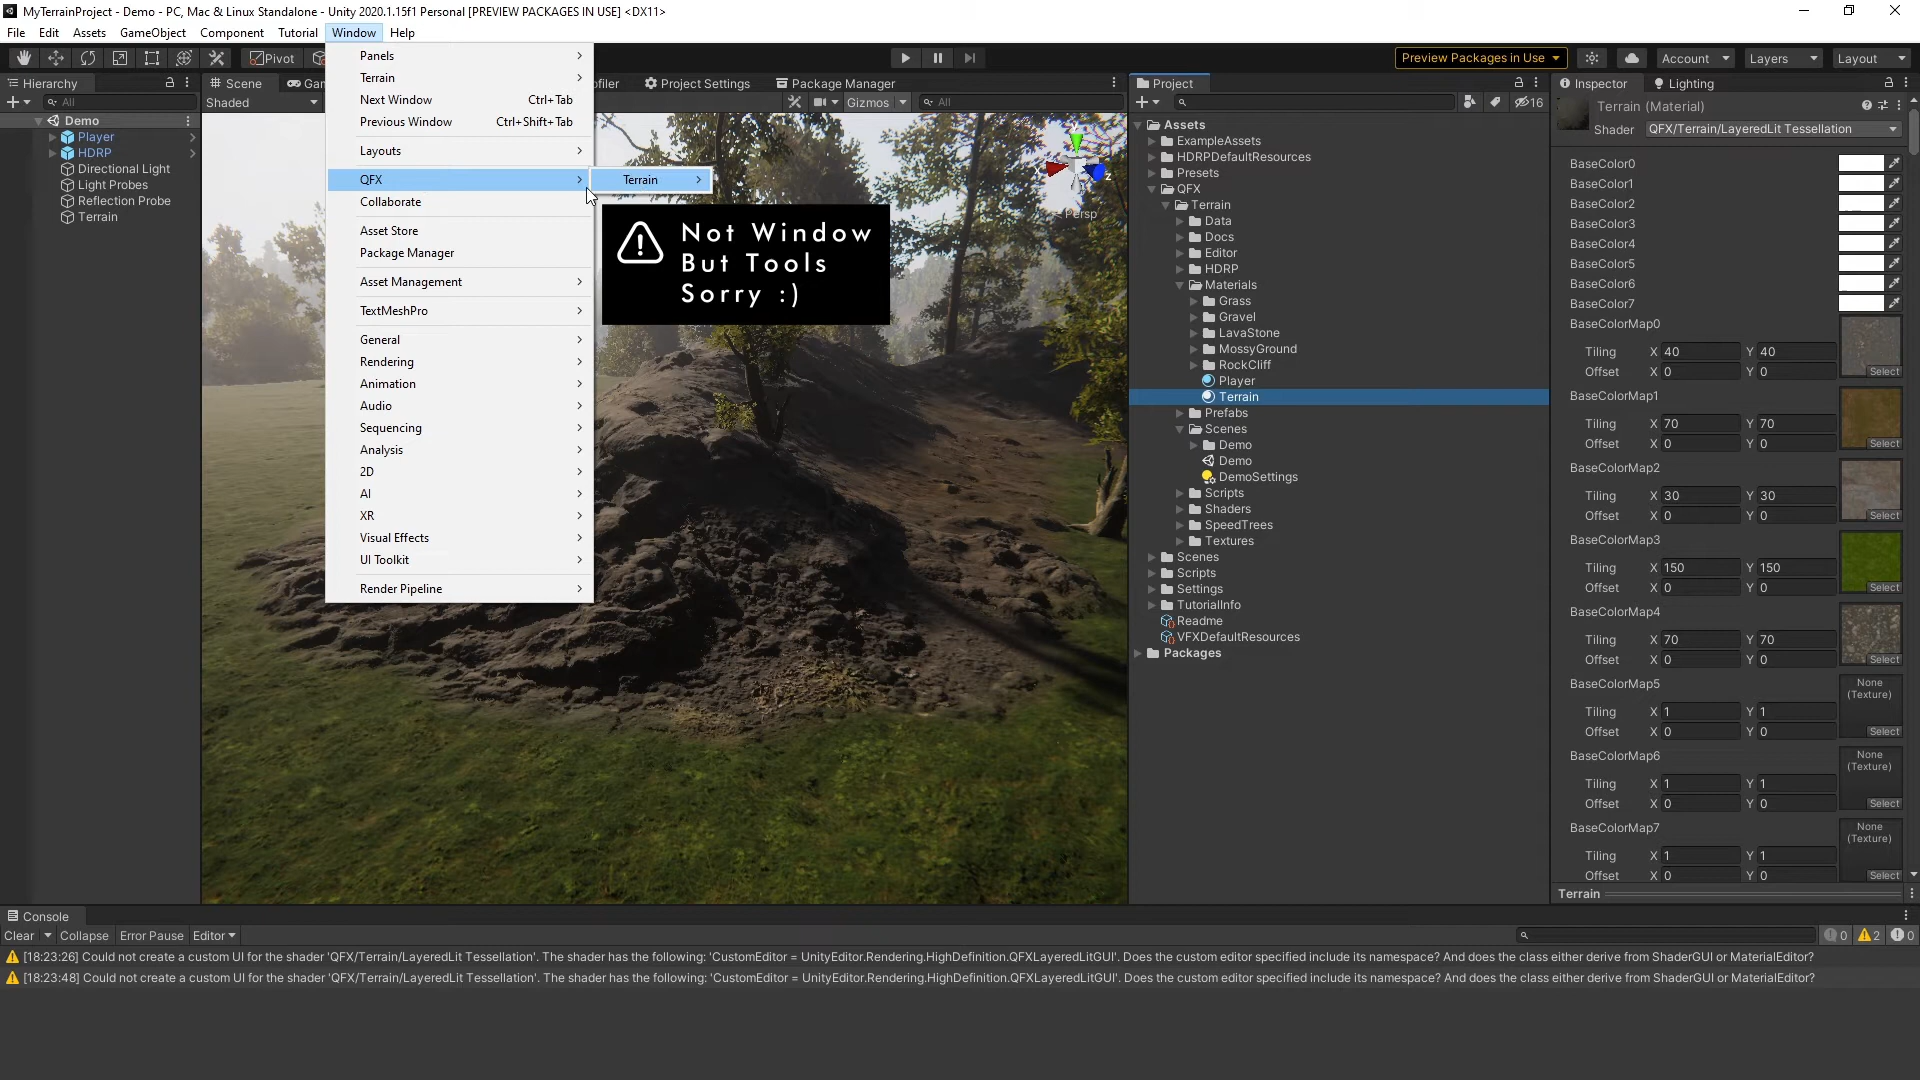 MyTerrainProject - Demo - PC, Mac & Linux Standalone - Unity 2020.1.15f1 Personal [PREVIEW PACKAGES IN USE] <DX11>
File Edit Assets GameObject Component Tutorial Window Help
Pivot
Preview Packages in Use
Account
Layers
Layout
Hierarchy
All
Demo
Player
HDRP
Directional Light
Light Probes
Reflection Probe
Terrain
Scene
Shaded
Project Settings
Package Manager
Gizmos
All
Persp
Z
Panels
Terrain
Next Window Ctrl+Tab
Previous Window Ctrl+Shift+Tab
Layouts
QFX
Terrain
Collaborate
Asset Store
Package Manager
Asset Management
TextMeshPro
General
Rendering
Animation
Audio
Sequencing
Analysis
2D
AI
XR
Visual Effects
UI Toolkit
Render Pipeline
Not Window
But Tools
Sorry :)
Project
16
Assets
ExampleAssets
HDRPDefaultResources
Presets
QFX
Terrain
Data
Docs
Editor
HDRP
Materials
Grass
Gravel
LavaStone
MossyGround
RockCliff
Player
Terrain
Prefabs
Scenes
Demo
Demo
DemoSettings
Scripts
Shaders
SpeedTrees
Textures
Scenes
Scripts
Settings
TutorialInfo
Readme
VFXDefaultResources
Packages
Inspector Lighting
Terrain (Material)
Shader QFX/Terrain/LayeredLit Tessellation
BaseColor0
BaseColor1
BaseColor2
BaseColor3
BaseColor4
BaseColor5
BaseColor6
BaseColor7
BaseColorMap0
Tiling X 40 Y 40
Offset X 0 Y 0 Select
BaseColorMap1
Tiling X 70 Y 70
Offset X 0 Y 0 Select
BaseColorMap2
Tiling X 30 Y 30
Offset X 0 Y 0 Select
BaseColorMap3
Tiling X 150 Y 150
Offset X 0 Y 0 Select
BaseColorMap4
Tiling X 70 Y 70
Offset X 0 Y 0 Select
BaseColorMap5
None
(Texture)
Tiling X 1 Y 1
Offset X 0 Y 0 Select
BaseColorMap6
None
(Texture)
Tiling X 1 Y 1
Offset X 0 Y 0 Select
BaseColorMap7
None
(Texture)
Tiling X 1 Y 1
Offset X 0 Y 0 Select
Terrain
Console
Clear Collapse Error Pause Editor
0 2 0
[18:23:26] Could not create a custom UI for the shader 'QFX/Terrain/LayeredLit Tessellation'. The shader has the following: 'CustomEditor = UnityEditor.Rendering.HighDefinition.QFXLayeredLitGUI'. Does the custom editor specified include its namespace? And does the class either derive from ShaderGUI or MaterialEditor?
[18:23:48] Could not create a custom UI for the shader 'QFX/Terrain/LayeredLit Tessellation'. The shader has the following: 'CustomEditor = UnityEditor.Rendering.HighDefinition.QFXLayeredLitGUI'. Does the custom editor specified include its namespace? And does the class either derive from ShaderGUI or MaterialEditor?